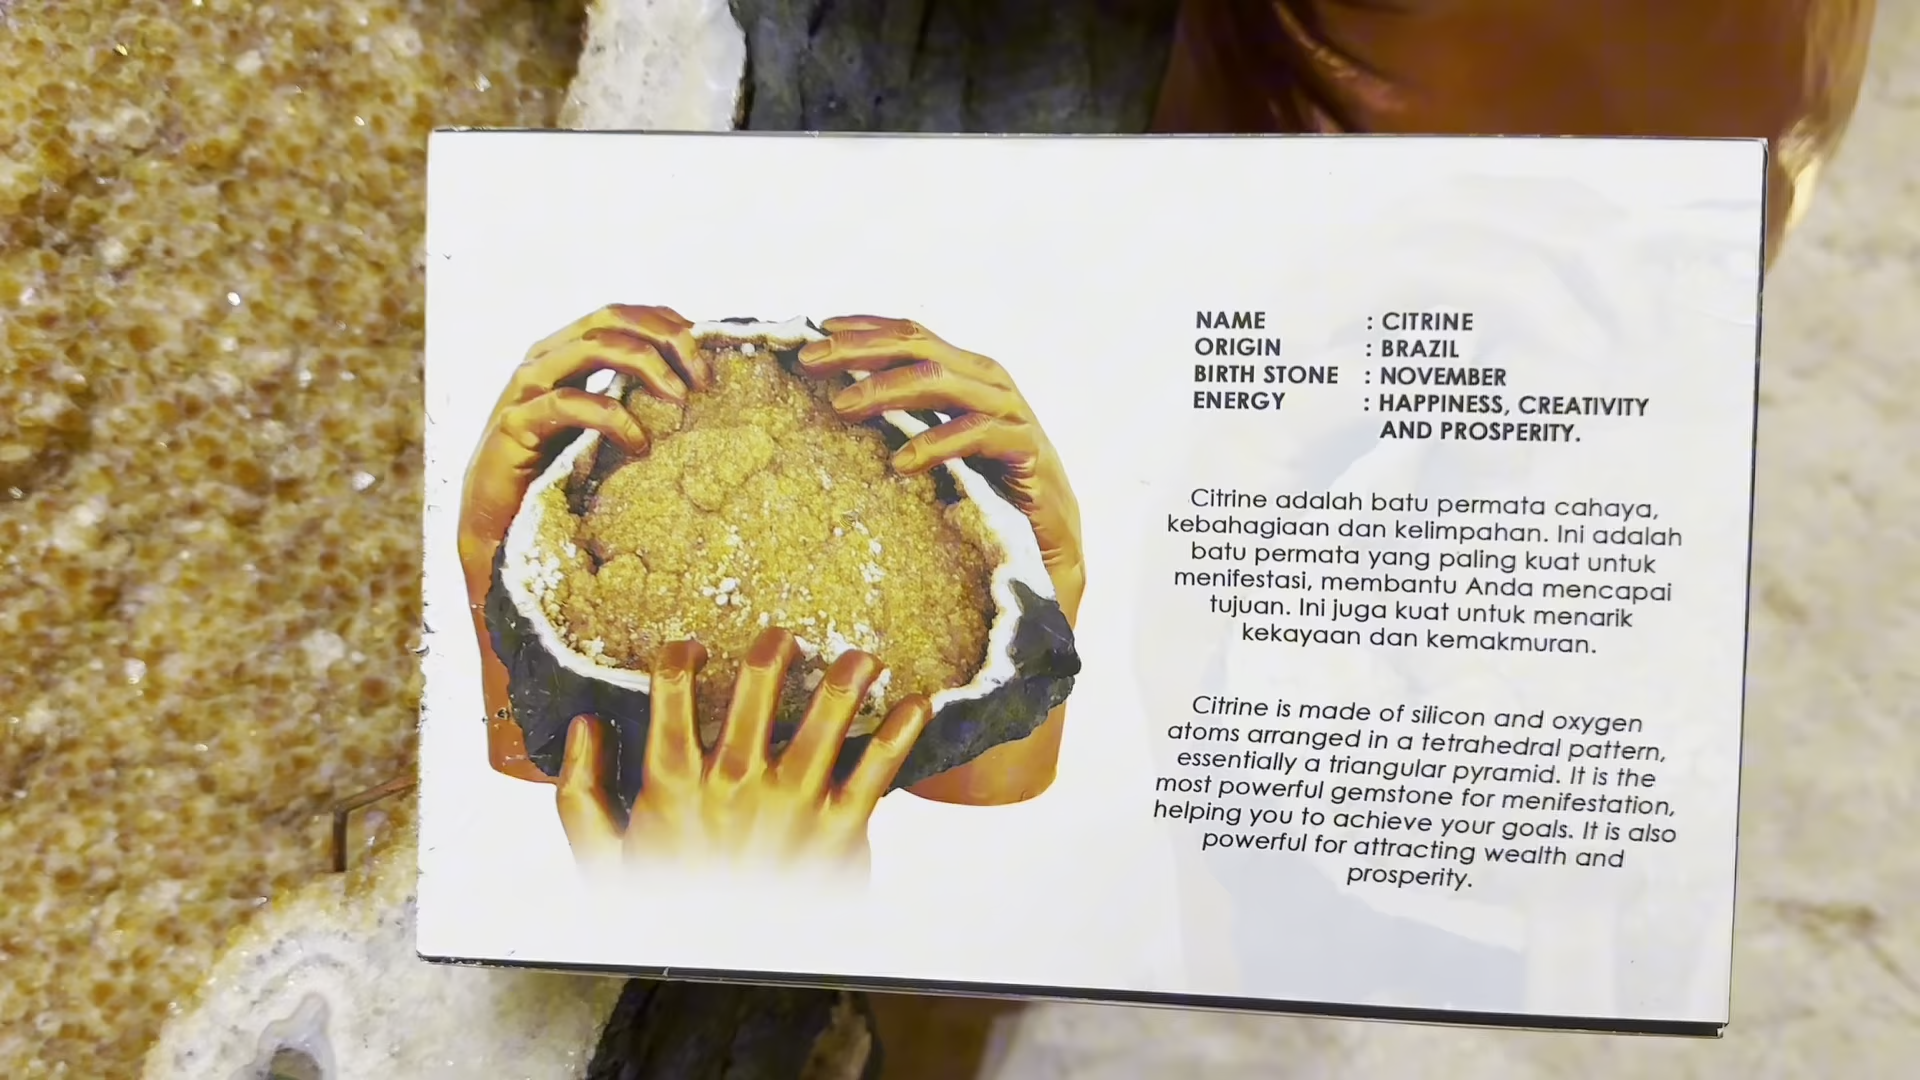 NAME : CITRINE
ORIGIN : BRAZIL
BIRTH STONE : NOVEMBER
ENERGY : HAPPINESS, CREATIVITY
AND PROSPERITY.
Citrine adalah batu permata cahaya,
kebahagiaan dan kelimpahan. Ini adalah
batu permata yang paling kuat untuk
menifestasi, membantu Anda mencapai
tujuan. Ini juga kuat untuk menarik
kekayaan dan kemakmuran.
Citrine is made of silicon and oxygen
atoms arranged in a tetrahedral pattern,
essentially a triangular pyramid. It is the
most powerful gemstone for menifestation,
helping you to achieve your goals. It is also
powerful for attracting wealth and
prosperity.